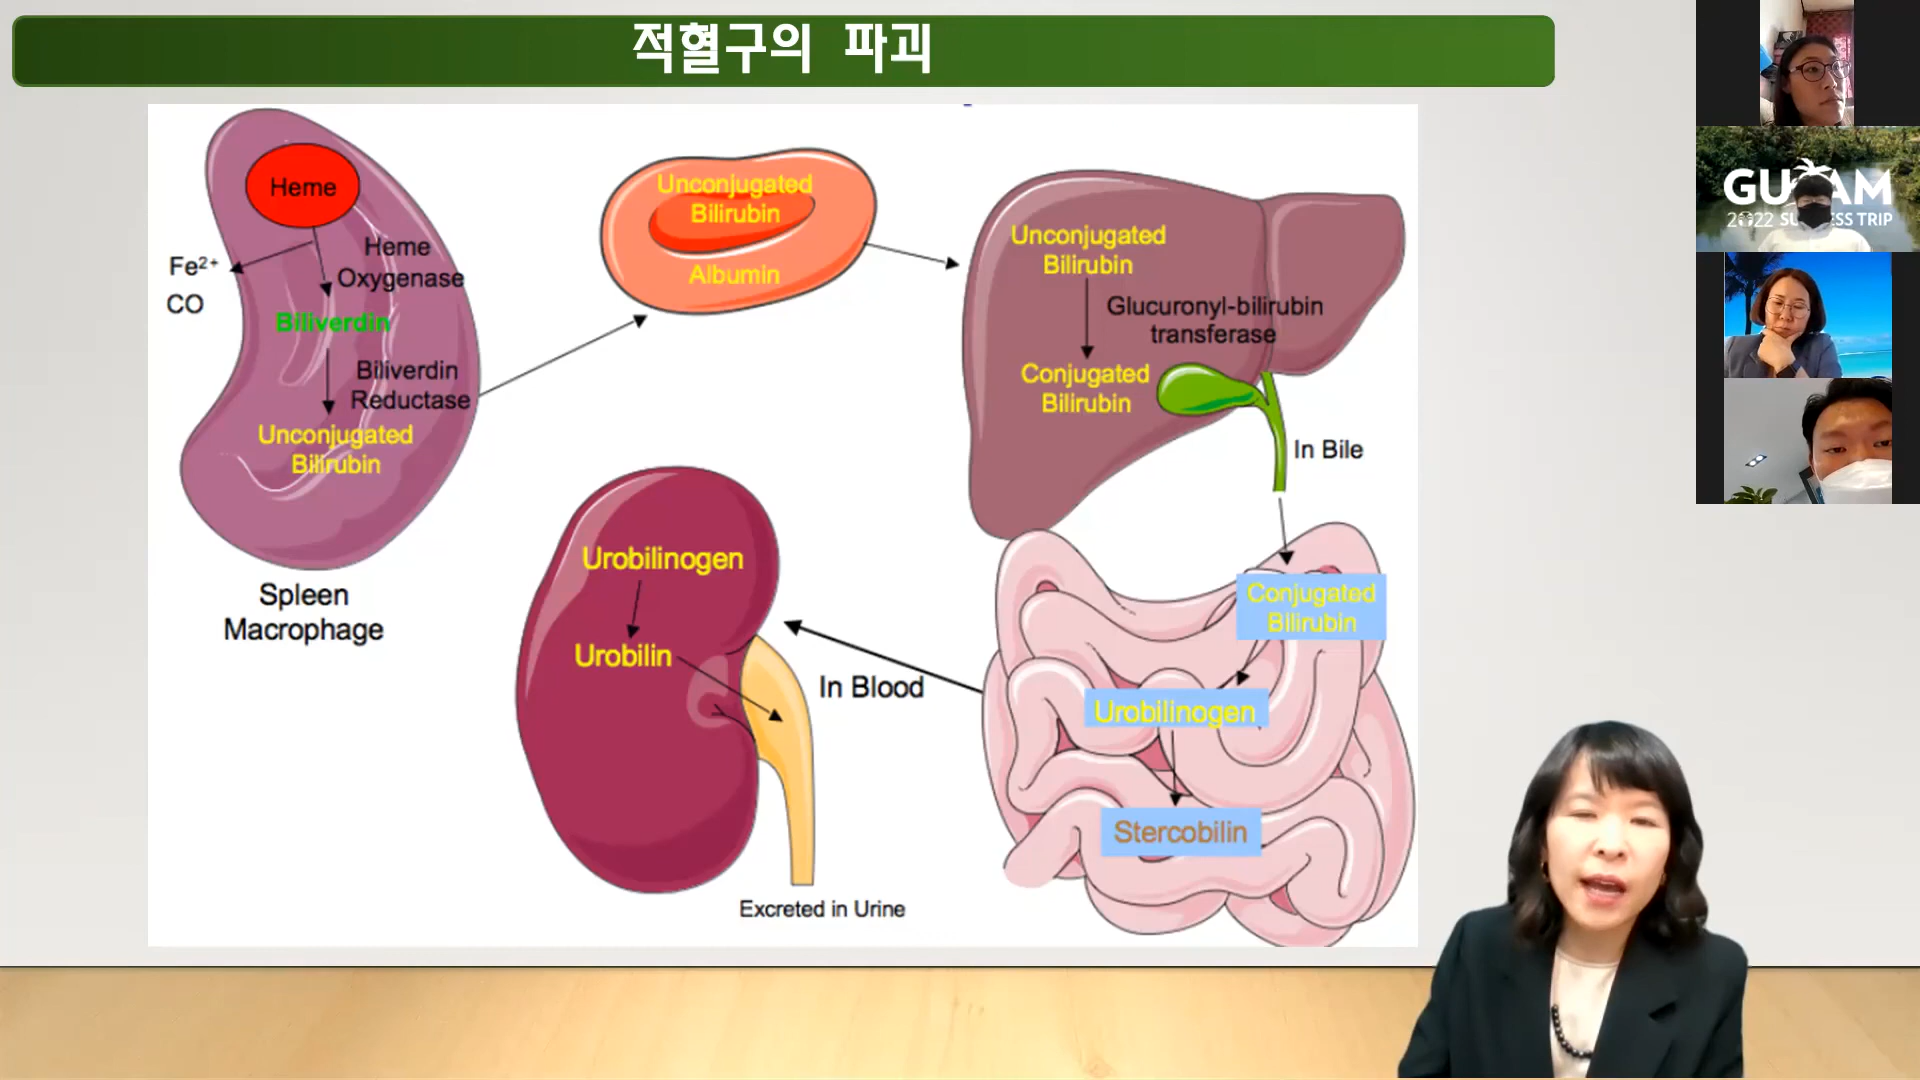 적혈구의 파괴
Heme
Fe2+
CO
Heme
Oxygenase
Biliverdin
Biliverdin
Reductase
Unconjugated
Bilirubin
Spleen
Macrophage
Unconjugated
Bilirubin
Albumin
Unconjugated
Bilirubin
Glucuronyl-bilirubin
transferase
Conjugated
Bilirubin
In Bile
Conjugated
Bilirubin
Urobilinogen
Stercobilin
In Blood
Urobilinogen
Urobilin
Excreted in Urine
GUAM
2022
TRIP